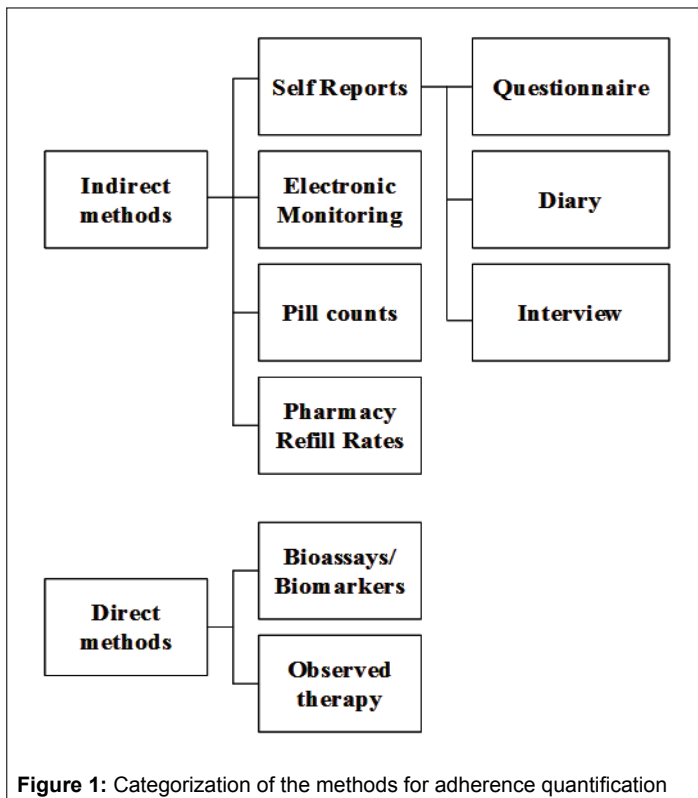 Indirect
methods
Self Reports
Electronic
Monitoring
Pill counts
Pharmacy
Refill Rates
Questionnaire
Diary
Interview
Direct
methods
Bioassays/
Biomarkers
Observed
therapy
Figure 1: Categorization of the methods for adherence quantification